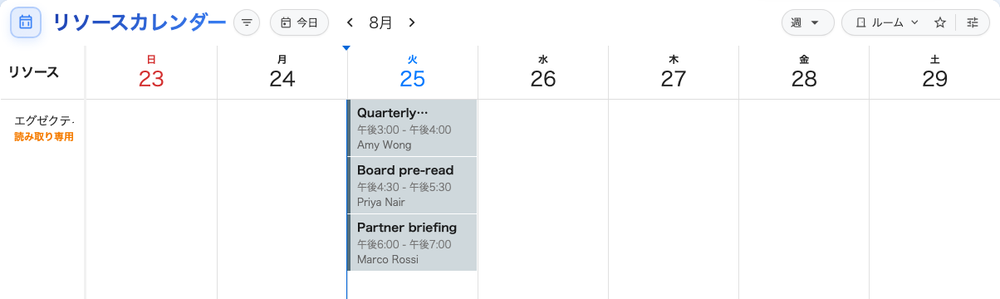 リソースカレンダー
今日
8月
週
ルーム
リソース
日
23
月
24
火
25
水
26
木
27
金
28
土
29
エグゼクティ.
読み取り専用
Quarterly…
午後3:00 - 午後4:00
Amy Wong
Board pre-read
午後4:30 - 午後5:30
Priya Nair
Partner briefing
午後6:00 - 午後7:00
Marco Rossi